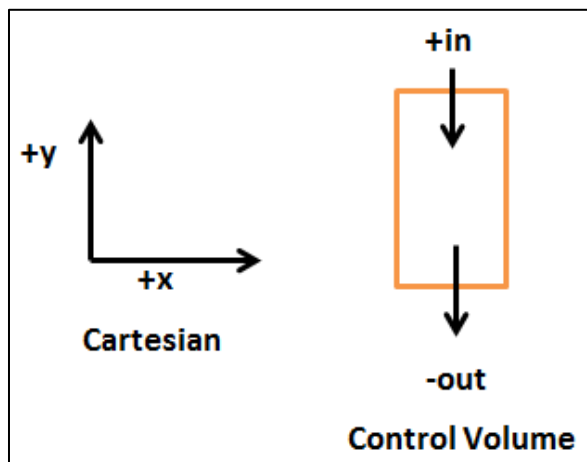 +in
+y
+x
Cartesian
-out
Control Volume